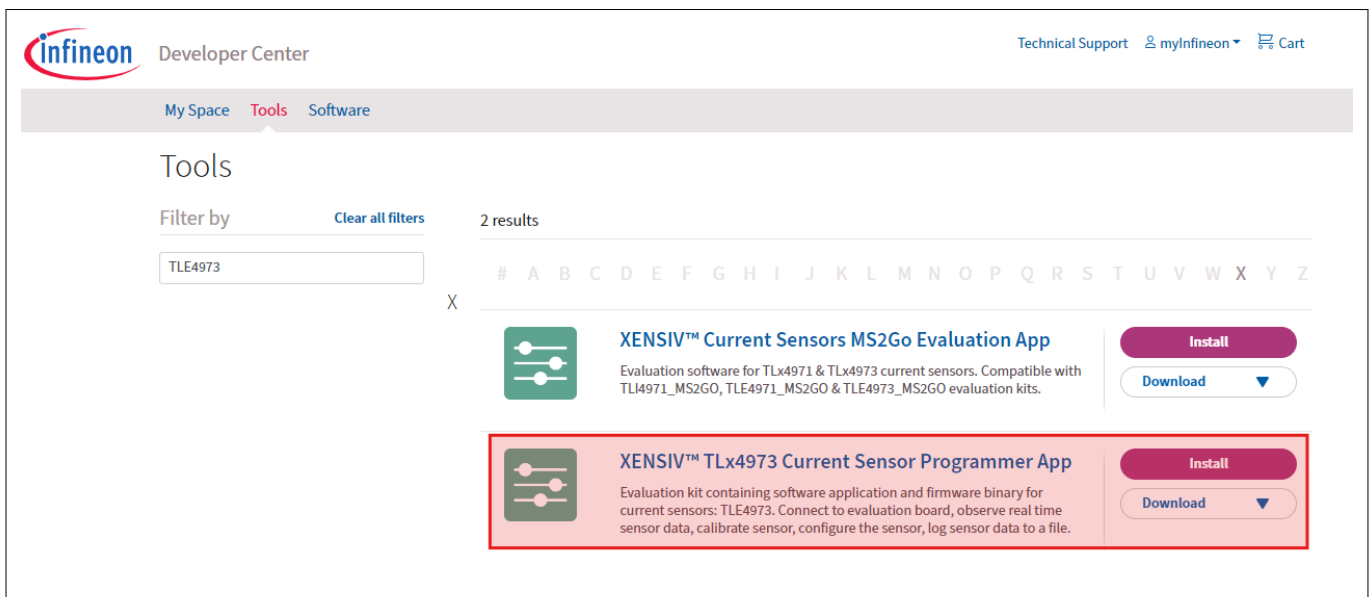 infineon Developer Center
Technical Support myInfineon Cart
My Space Tools Software
Tools
Filter by Clear all filters
TLE4973
2 results
# A B C D E F G H I J K L M N O P Q R S T U V W X Y Z
X
XENSIV™ Current Sensors MS2Go Evaluation App
Evaluation software for TLx4971 & TLx4973 current sensors. Compatible with
TLI4971_MS2GO, TLE4971_MS2GO & TLE4973_MS2GO evaluation kits.
Install
Download
XENSIV™ TLx4973 Current Sensor Programmer App
Evaluation kit containing software application and firmware binary for
current sensors: TLE4973. Connect to evaluation board, observe real time
sensor data, calibrate sensor, configure the sensor, log sensor data to a file.
Install
Download